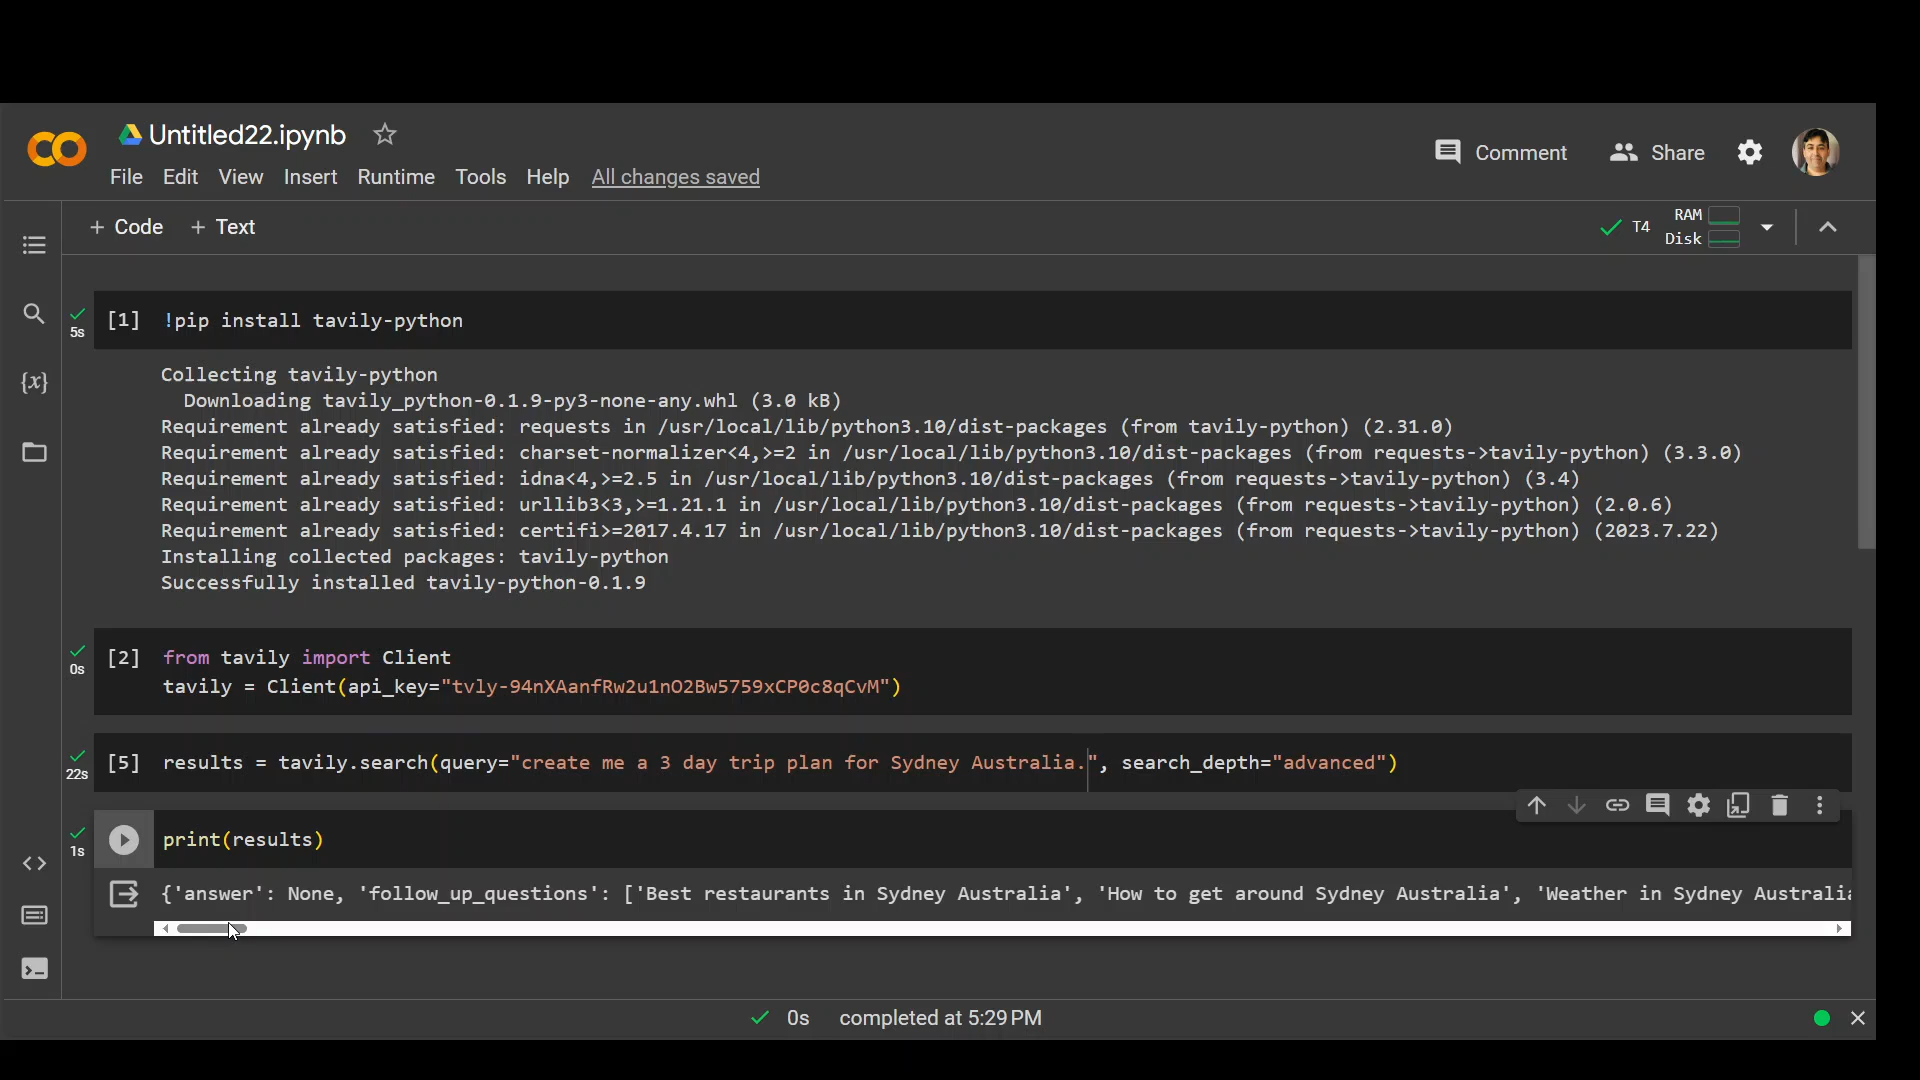 Untitled22.ipynb
File Edit View Insert Runtime Tools Help All changes saved
Comment Share
+ Code + Text
T4 RAM Disk
{x}
5s
[1] !pip install tavily-python
Collecting tavily-python
Downloading tavily_python-0.1.9-py3-none-any.whl (3.0 kB)
Requirement already satisfied: requests in /usr/local/lib/python3.10/dist-packages (from tavily-python) (2.31.0)
Requirement already satisfied: charset-normalizer<4,>=2 in /usr/local/lib/python3.10/dist-packages (from requests->tavily-python) (3.3.0)
Requirement already satisfied: idna<4,>=2.5 in /usr/local/lib/python3.10/dist-packages (from requests->tavily-python) (3.4)
Requirement already satisfied: urllib3<3,>=1.21.1 in /usr/local/lib/python3.10/dist-packages (from requests->tavily-python) (2.0.6)
Requirement already satisfied: certifi>=2017.4.17 in /usr/local/lib/python3.10/dist-packages (from requests->tavily-python) (2023.7.22)
Installing collected packages: tavily-python
Successfully installed tavily-python-0.1.9
0s
[2] from tavily import Client
tavily = Client(api_key="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")
22s
[5] results = tavily.search(query="create me a 3 day trip plan for Sydney Australia.", search_depth="advanced")
1s
print(results)
{'answer': None, 'follow_up_questions': ['Best restaurants in Sydney Australia', 'How to get around Sydney Australia', 'Weather in Sydney Australia
0s completed at 5:29 PM